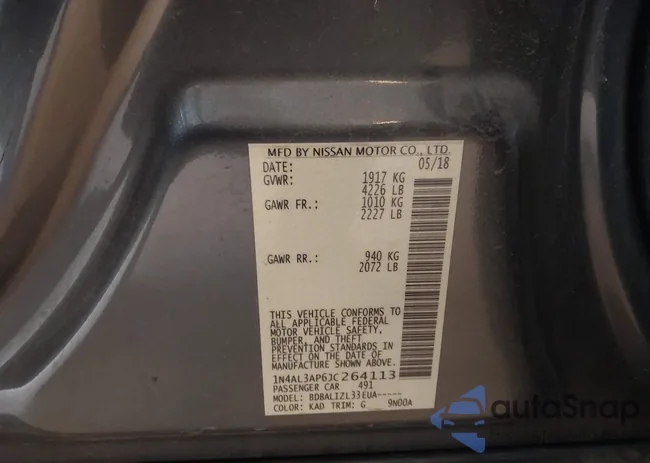 MFD BY NISSAN MOTOR CO., LTD.
DATE: 05/18
GVWR: 1917 KG
4226 LB
GAWR FR.: 1010 KG
2227 LB
GAWR RR.: 940 KG
2072 LB
THIS VEHICLE CONFORMS TO
ALL APPLICABLE FEDERAL
MOTOR VEHICLE SAFETY,
BUMPER, AND THEFT
PREVENTION STANDARDS IN
EFFECT ON THE DATE OF
MANUFACTURE SHOWN ABOVE.
1N4AL3AP6JC264113
PASSENGER CAR 491
MODEL: BDBALIZL33EUA-----
COLOR: KAD TRIM: G 9N00A
autoSnap